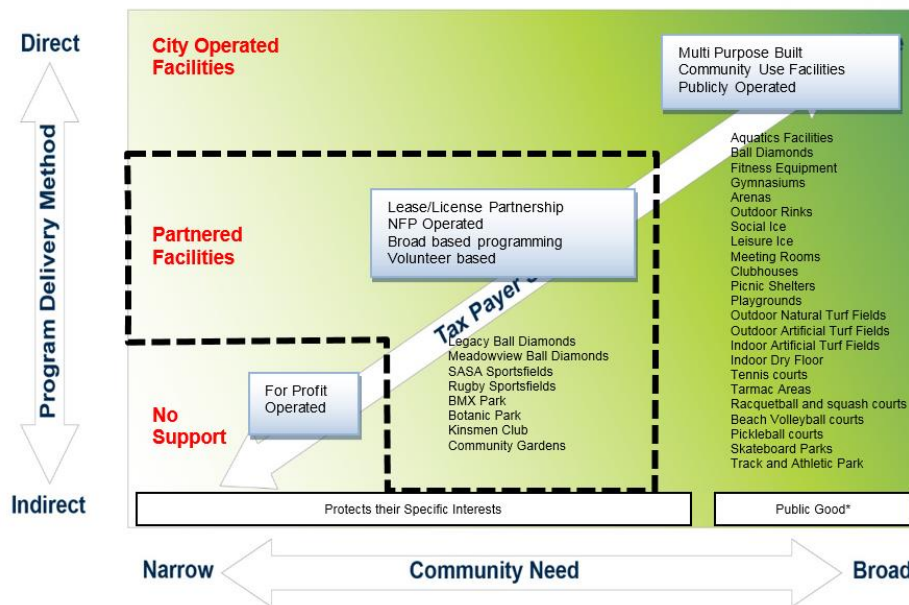 Direct
Program Delivery Method
Indirect
City Operated
Facilities
Multi Purpose Built
Community Use Facilities
Publicly Operated
Partnered
Facilities
Lease/License Partnership
NFP Operated
Broad based programming
Volunteer based
Tax Payer
No
Support
For Profit
Operated
Legacy Ball Diamonds
Meadowview Ball Diamonds
SASA Sportsfields
Rugby Sportsfields
BMX Park
Botanic Park
Kinsmen Club
Community Gardens
Aquatics Facilities
Ball Diamonds
Fitness Equipment
Gymnasiums
Arenas
Outdoor Rinks
Social Ice
Leisure Ice
Meeting Rooms
Clubhouses
Picnic Shelters
Playgrounds
Outdoor Natural Turf Fields
Outdoor Artificial Turf Fields
Indoor Artificial Turf Fields
Indoor Dry Floor
Tennis courts
Tarmac Areas
Racquetball and squash courts
Beach Volleyball courts
Pickleball courts
Skateboard Parks
Track and Athletic Park
Protects their Specific Interests
Public Good*
Narrow
Community Need
Broad